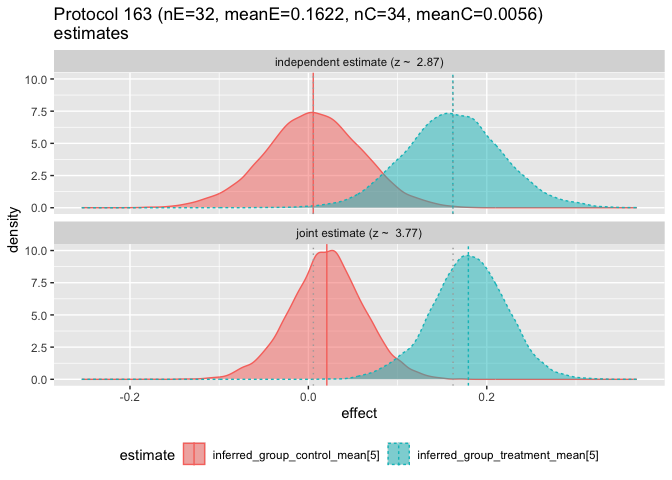 Protocol 163 (nE=32, meanE=0.1622, nC=34, meanC=0.0056)
estimates
independent estimate (z ~  2.87)
10.0
7.5
5.0
2.5
0.0
joint estimate (z ~  3.77)
10.0
7.5
5.0
2.5
0.0
density
-0.2
0.0
0.2
effect
estimate
inferred_group_control_mean[5]
inferred_group_treatment_mean[5]